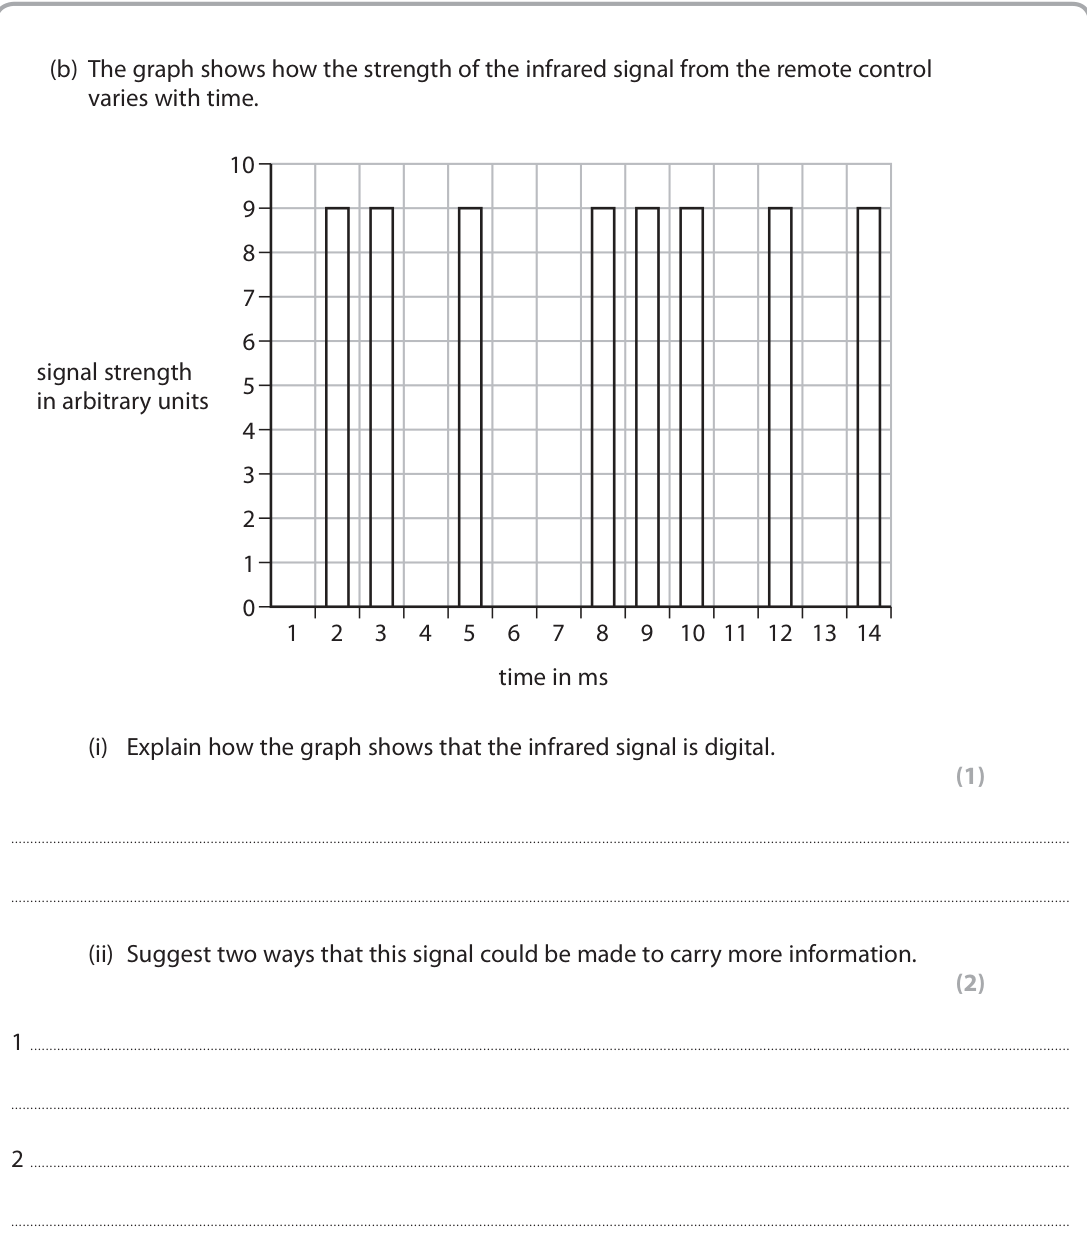 (b) The graph shows how the strength of the infrared signal from the remote control
varies with time.
10
9
8
7
6
5
4
3
2
1
0
signal strength
in arbitrary units
1 2 3 4 5 6 7 8 9 10 11 12 13 14
time in ms
(i) Explain how the graph shows that the infrared signal is digital.
(1)
(ii) Suggest two ways that this signal could be made to carry more information.
(2)
1
2